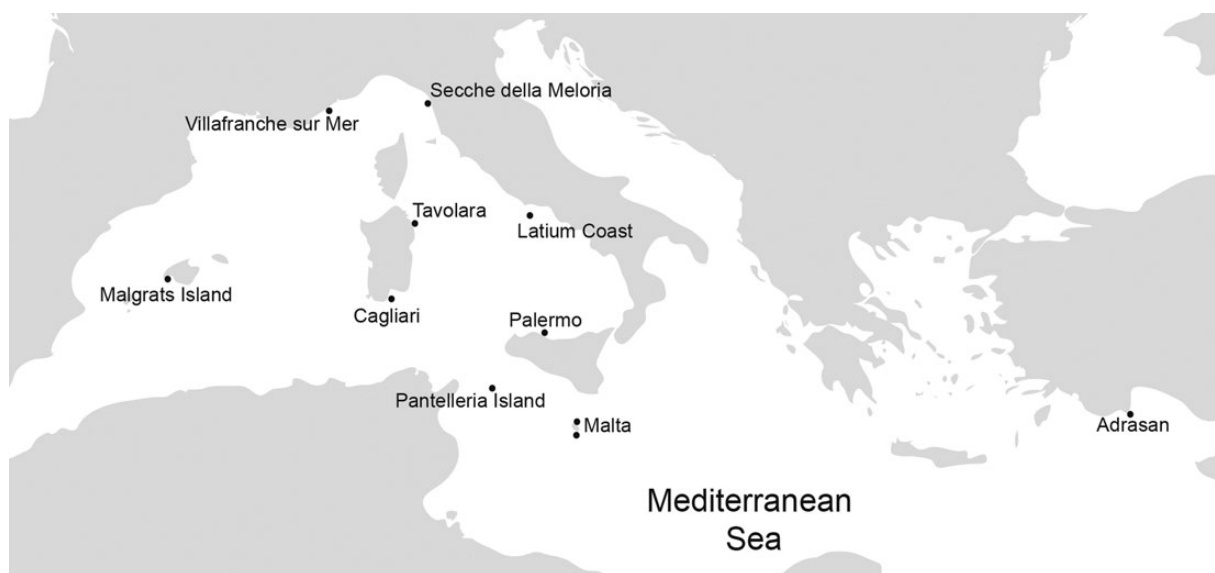 Secche della Meloria
Villafranche sur Mer
Tavolara
Latium Coast
Malgrats Island
Cagliari
Palermo
Pantelleria Island
Malta
Adrasan
Mediterranean
Sea